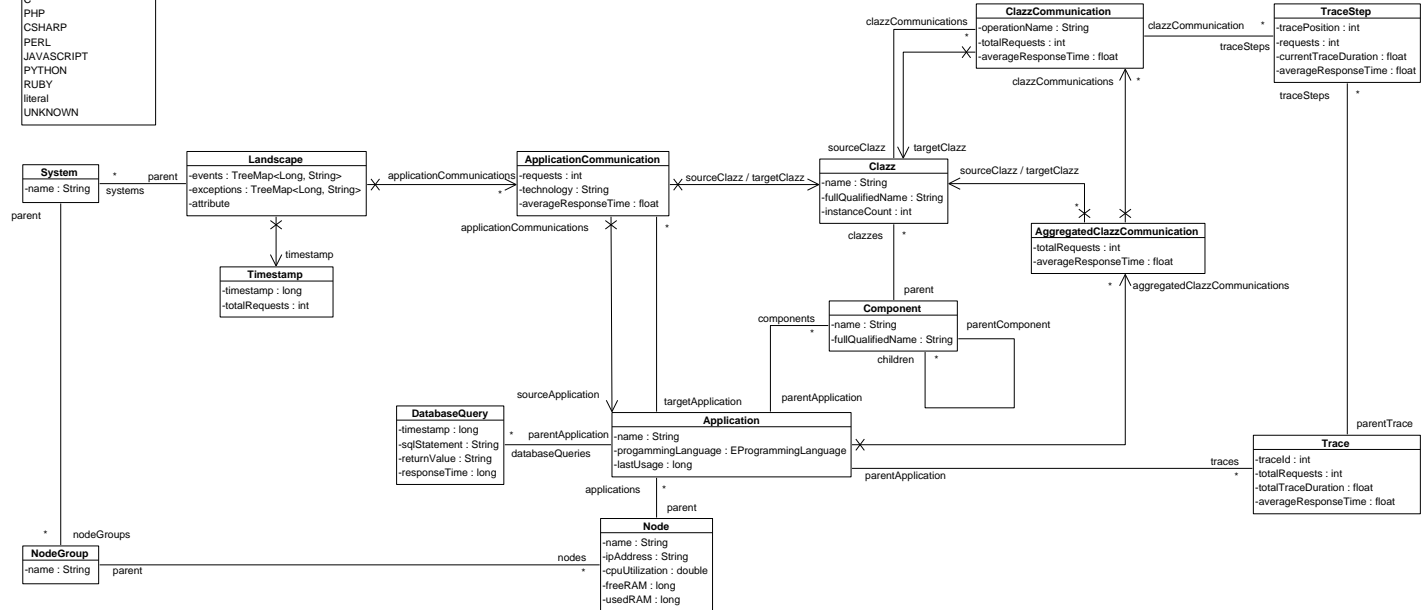 PHP
CSHARP
PERL
JAVASCRIPT
PYTHON
RUBY
literal
UNKNOWN
ClazzCommunication
-operationName : String
-totalRequests : int
-averageResponseTime : float
clazzCommunications
*
clazzCommunication
*
traceSteps
TraceStep
-tracePosition : int
-requests : int
-currentTraceDuration : float
-averageResponseTime : float
clazzCommunications
*
traceSteps
*
System
-name : String
*
parent
systems
parent
Landscape
-events : TreeMap<Long, String>
-exceptions : TreeMap<Long, String>
-attribute
applicationCommunications
*
ApplicationCommunication
-requests : int
-technology : String
-averageResponseTime : float
applicationCommunications
*
sourceClazz / targetClazz
sourceClazz
targetClazz
Clazz
-name : String
-fullQualifiedName : String
-instanceCount : int
sourceClazz / targetClazz
*
AggregatedClazzCommunication
-totalRequests : int
-averageResponseTime : float
*
aggregatedClazzCommunications
timestamp
Timestamp
-timestamp : long
-totalRequests : int
clazzes
*
parent
Component
-name : String
-fullQualifiedName : String
components
*
parentComponent
children
*
sourceApplication
targetApplication
parentApplication
DatabaseQuery
-timestamp : long
-sqlStatement : String
-returnValue : String
-responseTime : long
*
parentApplication
databaseQueries
Application
-name : String
-progammingLanguage : EProgrammingLanguage
-lastUsage : long
parentApplication
traces
*
parentTrace
Trace
-traceId : int
-totalRequests : int
-totalTraceDuration : float
-averageResponseTime : float
applications
*
parent
Node
-name : String
-ipAddress : String
-cpuUtilization : double
-freeRAM : long
-usedRAM : long
*
nodeGroups
NodeGroup
-name : String
parent
nodes
*